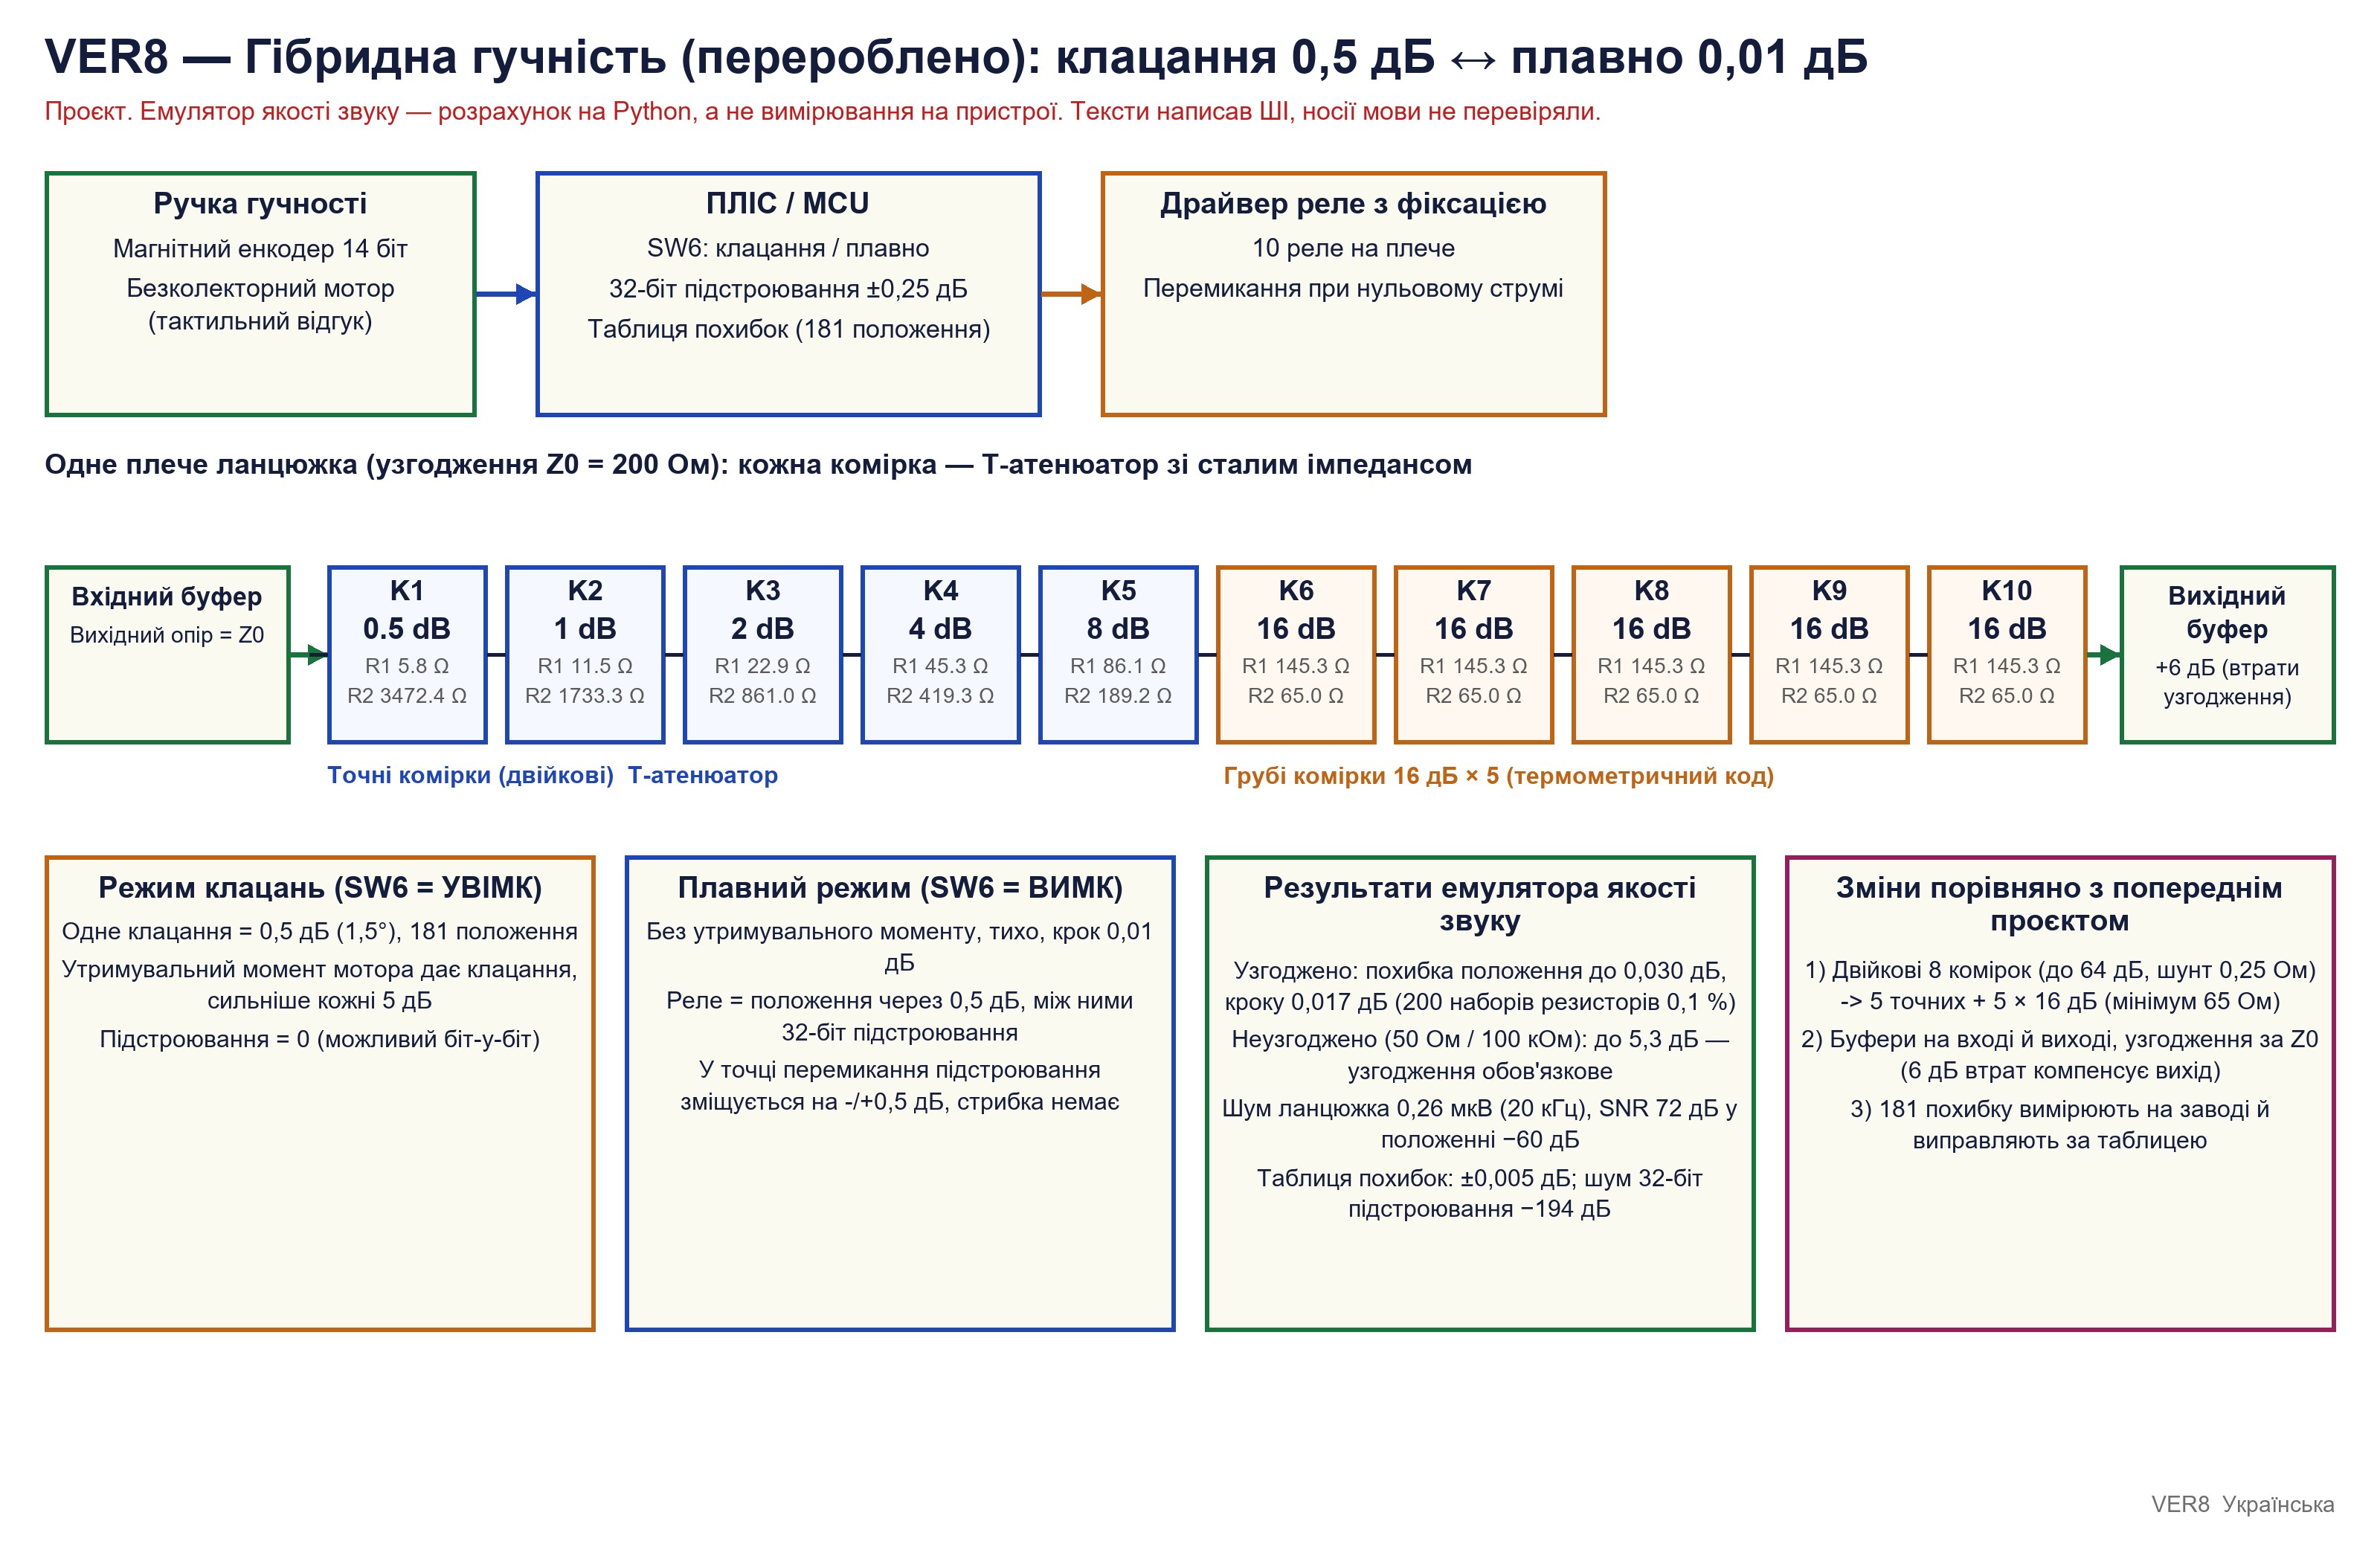 VER8 — Гібридна гучність (перероблено): клацання 0,5 дБ ↔ плавно 0,01 дБ
Проєкт. Емулятор якості звуку — розрахунок на Python, а не вимірювання на пристрої. Тексти написав ШІ, носії мови не перевіряли.
Ручка гучності
Магнітний енкодер 14 біт
Безколекторний мотор
(тактильний відгук)
ПЛІС / MCU
SW6: клацання / плавно
32-біт підстроювання ±0,25 дБ
Таблиця похибок (181 положення)
Драйвер реле з фіксацією
10 реле на плече
Перемикання при нульовому струмі
Одне плече ланцюжка (узгодження Z0 = 200 Ом): кожна комірка — Т-атенюатор зі сталим імпедансом
Вхідний буфер
Вихідний опір = Z0
K1
0.5 dB
R1 5.8 Ω
R2 3472.4 Ω
K2
1 dB
R1 11.5 Ω
R2 1733.3 Ω
K3
2 dB
R1 22.9 Ω
R2 861.0 Ω
K4
4 dB
R1 45.3 Ω
R2 419.3 Ω
K5
8 dB
R1 86.1 Ω
R2 189.2 Ω
K6
16 dB
R1 145.3 Ω
R2 65.0 Ω
K7
16 dB
R1 145.3 Ω
R2 65.0 Ω
K8
16 dB
R1 145.3 Ω
R2 65.0 Ω
K9
16 dB
R1 145.3 Ω
R2 65.0 Ω
K10
16 dB
R1 145.3 Ω
R2 65.0 Ω
Вихідний
буфер
+6 дБ (втрати
узгодження)
Точні комірки (двійкові)  Т-атенюатор
Грубі комірки 16 дБ × 5 (термометричний код)
Режим клацань (SW6 = УВІМК)
Одне клацання = 0,5 дБ (1,5°), 181 положення
Утримувальний момент мотора дає клацання,
сильніше кожні 5 дБ
Підстроювання = 0 (можливий біт-у-біт)
Плавний режим (SW6 = ВИМК)
Без утримувального моменту, тихо, крок 0,01
дБ
Реле = положення через 0,5 дБ, між ними
32-біт підстроювання
У точці перемикання підстроювання
зміщується на -/+0,5 дБ, стрибка немає
Результати емулятора якості
звуку
Узгоджено: похибка положення до 0,030 дБ,
кроку 0,017 дБ (200 наборів резисторів 0,1 %)
Неузгоджено (50 Ом / 100 кОм): до 5,3 дБ —
узгодження обов'язкове
Шум ланцюжка 0,26 мкВ (20 кГц), SNR 72 дБ у
положенні −60 дБ
Таблиця похибок: ±0,005 дБ; шум 32-біт
підстроювання −194 дБ
Зміни порівняно з попереднім
проєктом
1) Двійкові 8 комірок (до 64 дБ, шунт 0,25 Ом)
-> 5 точних + 5 × 16 дБ (мінімум 65 Ом)
2) Буфери на вході й виході, узгодження за Z0
(6 дБ втрат компенсує вихід)
3) 181 похибку вимірюють на заводі й
виправляють за таблицею
VER8  Українська